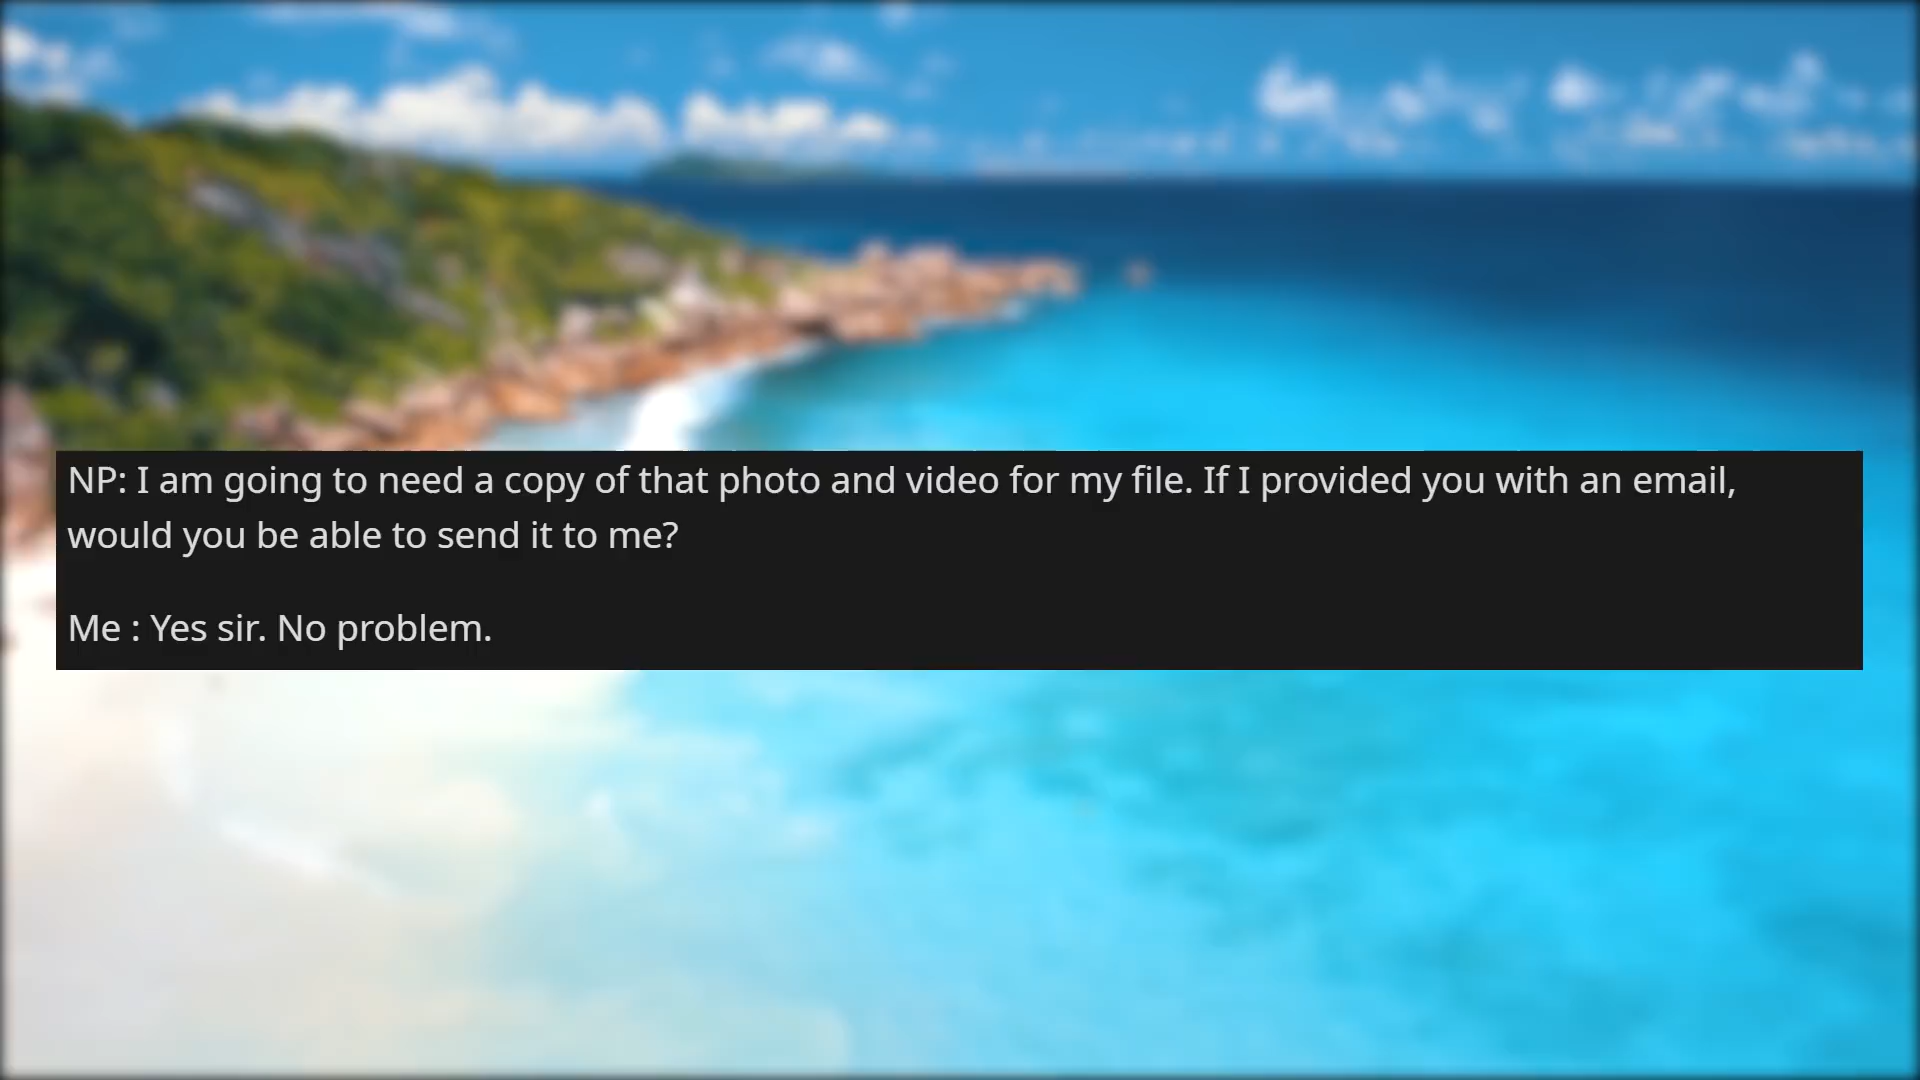 NP: I am going to need a copy of that photo and video for my file. If I provided you with an email,
would you be able to send it to me?
Me : Yes sir. No problem.